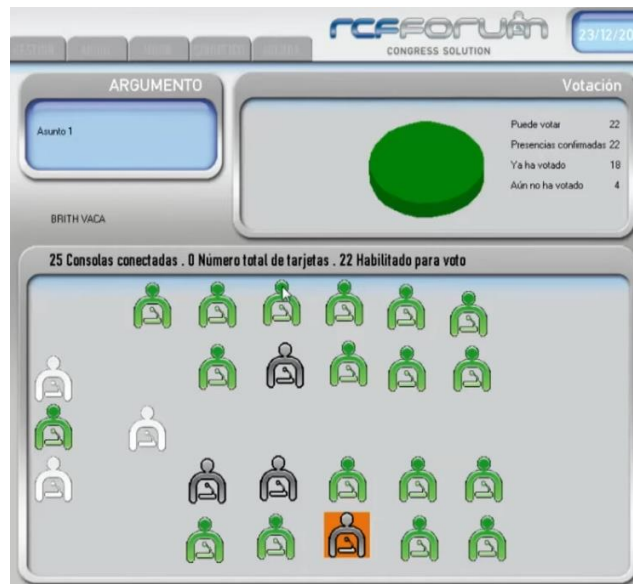 RCFFORUM
CONGRESS SOLUTION
23/12/20
ARGUMENTO
Asunto 1
BRITH VACA
Votación
Puede votar 22
Presencias confirmadas 22
Ya ha votado 18
Aún no ha votado 4
25 Consolas conectadas . 0 Número total de tarjetas . 22 Habilitado para voto